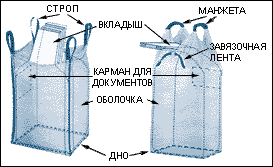 СТРОП
МАНЖЕТА
ВКЛАДЫШ
ЗАВЯЗОЧНАЯ
ЛЕНТА
КАРМАН ДЛЯ
ДОКУМЕНТОВ
ОБОЛОЧКА
ДНО